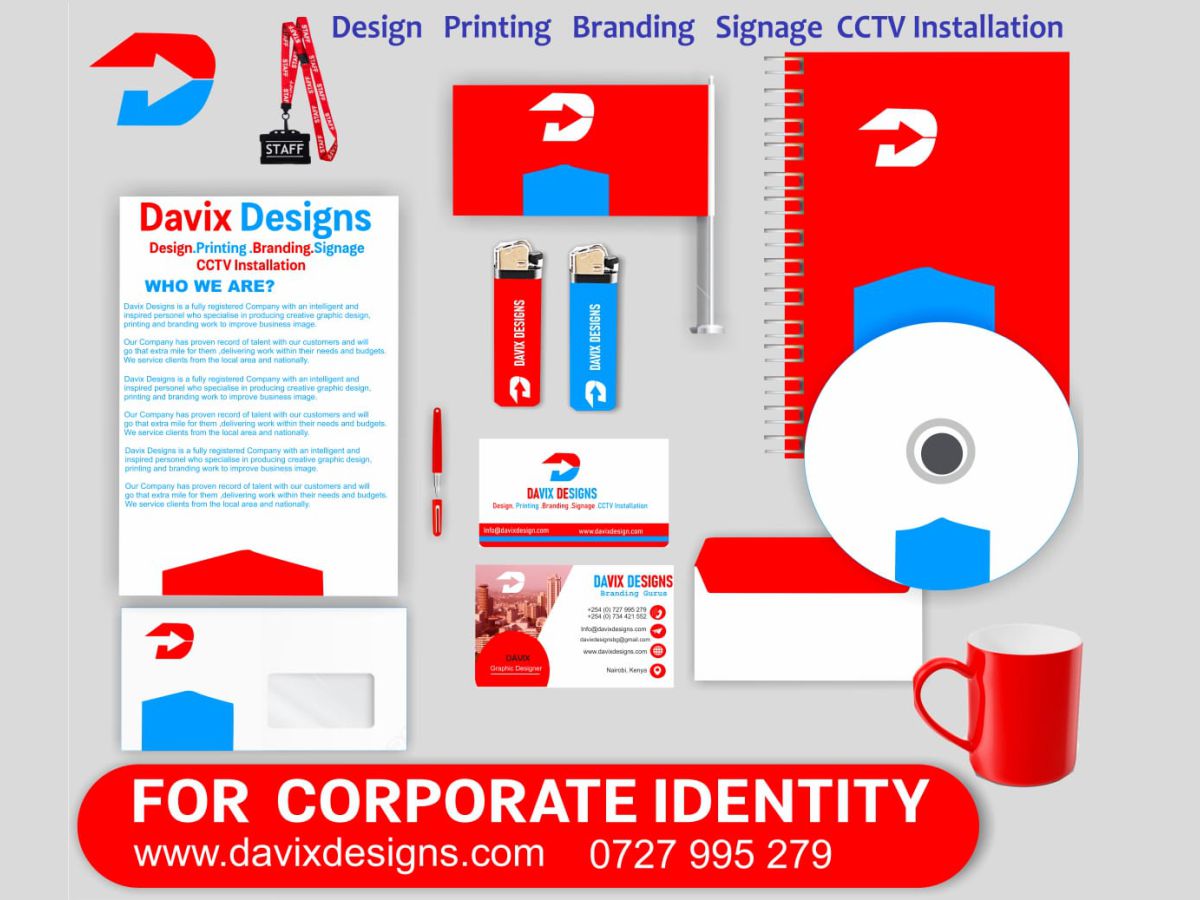 Design Printing Branding Signage CCTV Installation
STAFF
STAFF
STAFF
Davix Designs
Design.Printing .Branding.Signage
CCTV Installation
WHO WE ARE?
Davix Designs is a fully registered Company with an intelligent and
inspired personel who specialise in producing creative graphic design,
printing and branding work to improve business image.
Our Company has proven record of talent with our customers and will
go that extra mile for them ,delivering work within their needs and budgets.
We service clients from the local area and nationally.
Davix Designs is a fully registered Company with an intelligent and
inspired personel who specialise in producing creative graphic design,
printing and branding work to improve business image.
Our Company has proven record of talent with our customers and will
go that extra mile for them ,delivering work within their needs and budgets.
We service clients from the local area and nationally.
Davix Designs is a fully registered Company with an intelligent and
inspired personel who specialise in producing creative graphic design,
printing and branding work to improve business image.
Our Company has proven record of talent with our customers and will
go that extra mile for them ,delivering work within their needs and budgets.
We service clients from the local area and nationally.
DAVIX DESIGNS
DAVIX DESIGNS
DAVIX DESIGNS
Design. Printing .Branding .Signage .CCTV Installation
Info@davixdesign.com www.davixdesign.com
DAVIX DESIGNS
Branding Gurus
+254 (0) 727 995 279
+254 (0) 734 421 552
Info@davixdesigns.com
davixdesignsbg@gmail.com
www.davixdesigns.com
Nairobi, Kenya
DAVIX
Graphic Designer
FOR CORPORATE IDENTITY
www.davixdesigns.com 0727 995 279